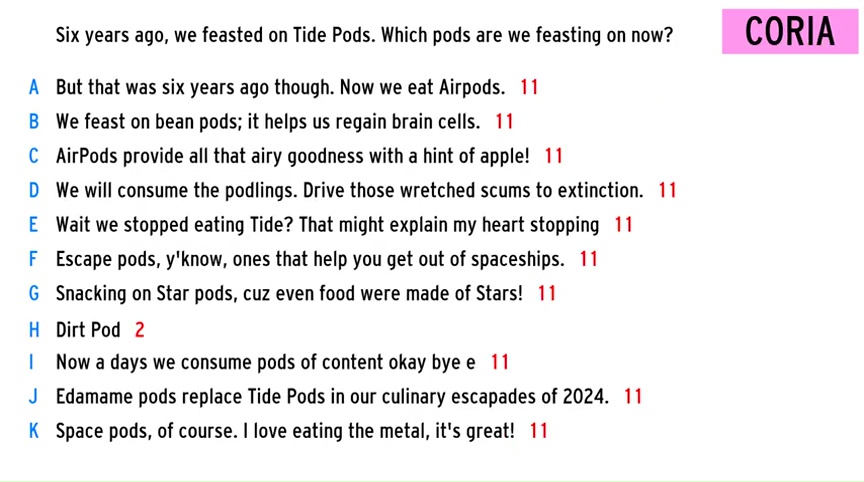 Six years ago, we feasted on Tide Pods. Which pods are we feasting on now?
CORIA
A But that was six years ago though. Now we eat Airpods. 11
B We feast on bean pods; it helps us regain brain cells. 11
C AirPods provide all that airy goodness with a hint of apple! 11
D We will consume the podlings. Drive those wretched scums to extinction. 11
E Wait we stopped eating Tide? That might explain my heart stopping 11
F Escape pods, y'know, ones that help you get out of spaceships. 11
G Snacking on Star pods, cuz even food were made of Stars! 11
H Dirt Pod 2
I Now a days we consume pods of content okay bye e 11
J Edamame pods replace Tide Pods in our culinary escapades of 2024. 11
K Space pods, of course. I love eating the metal, it's great! 11